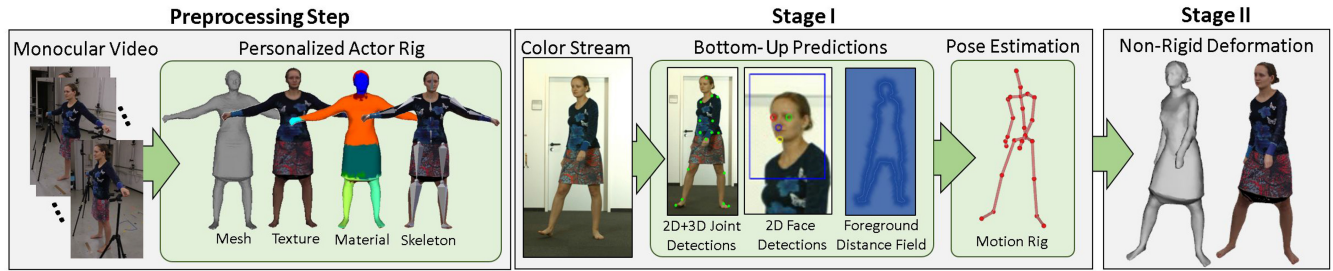 Preprocessing Step
Stage I
Stage II
Monocular Video
Personalized Actor Rig
Color Stream
Bottom-Up Predictions
Pose Estimation
Non-Rigid Deformation
Mesh
Texture
Material
Skeleton
2D+3D Joint
Detections
2D Face
Detections
Foreground
Distance Field
Motion Rig